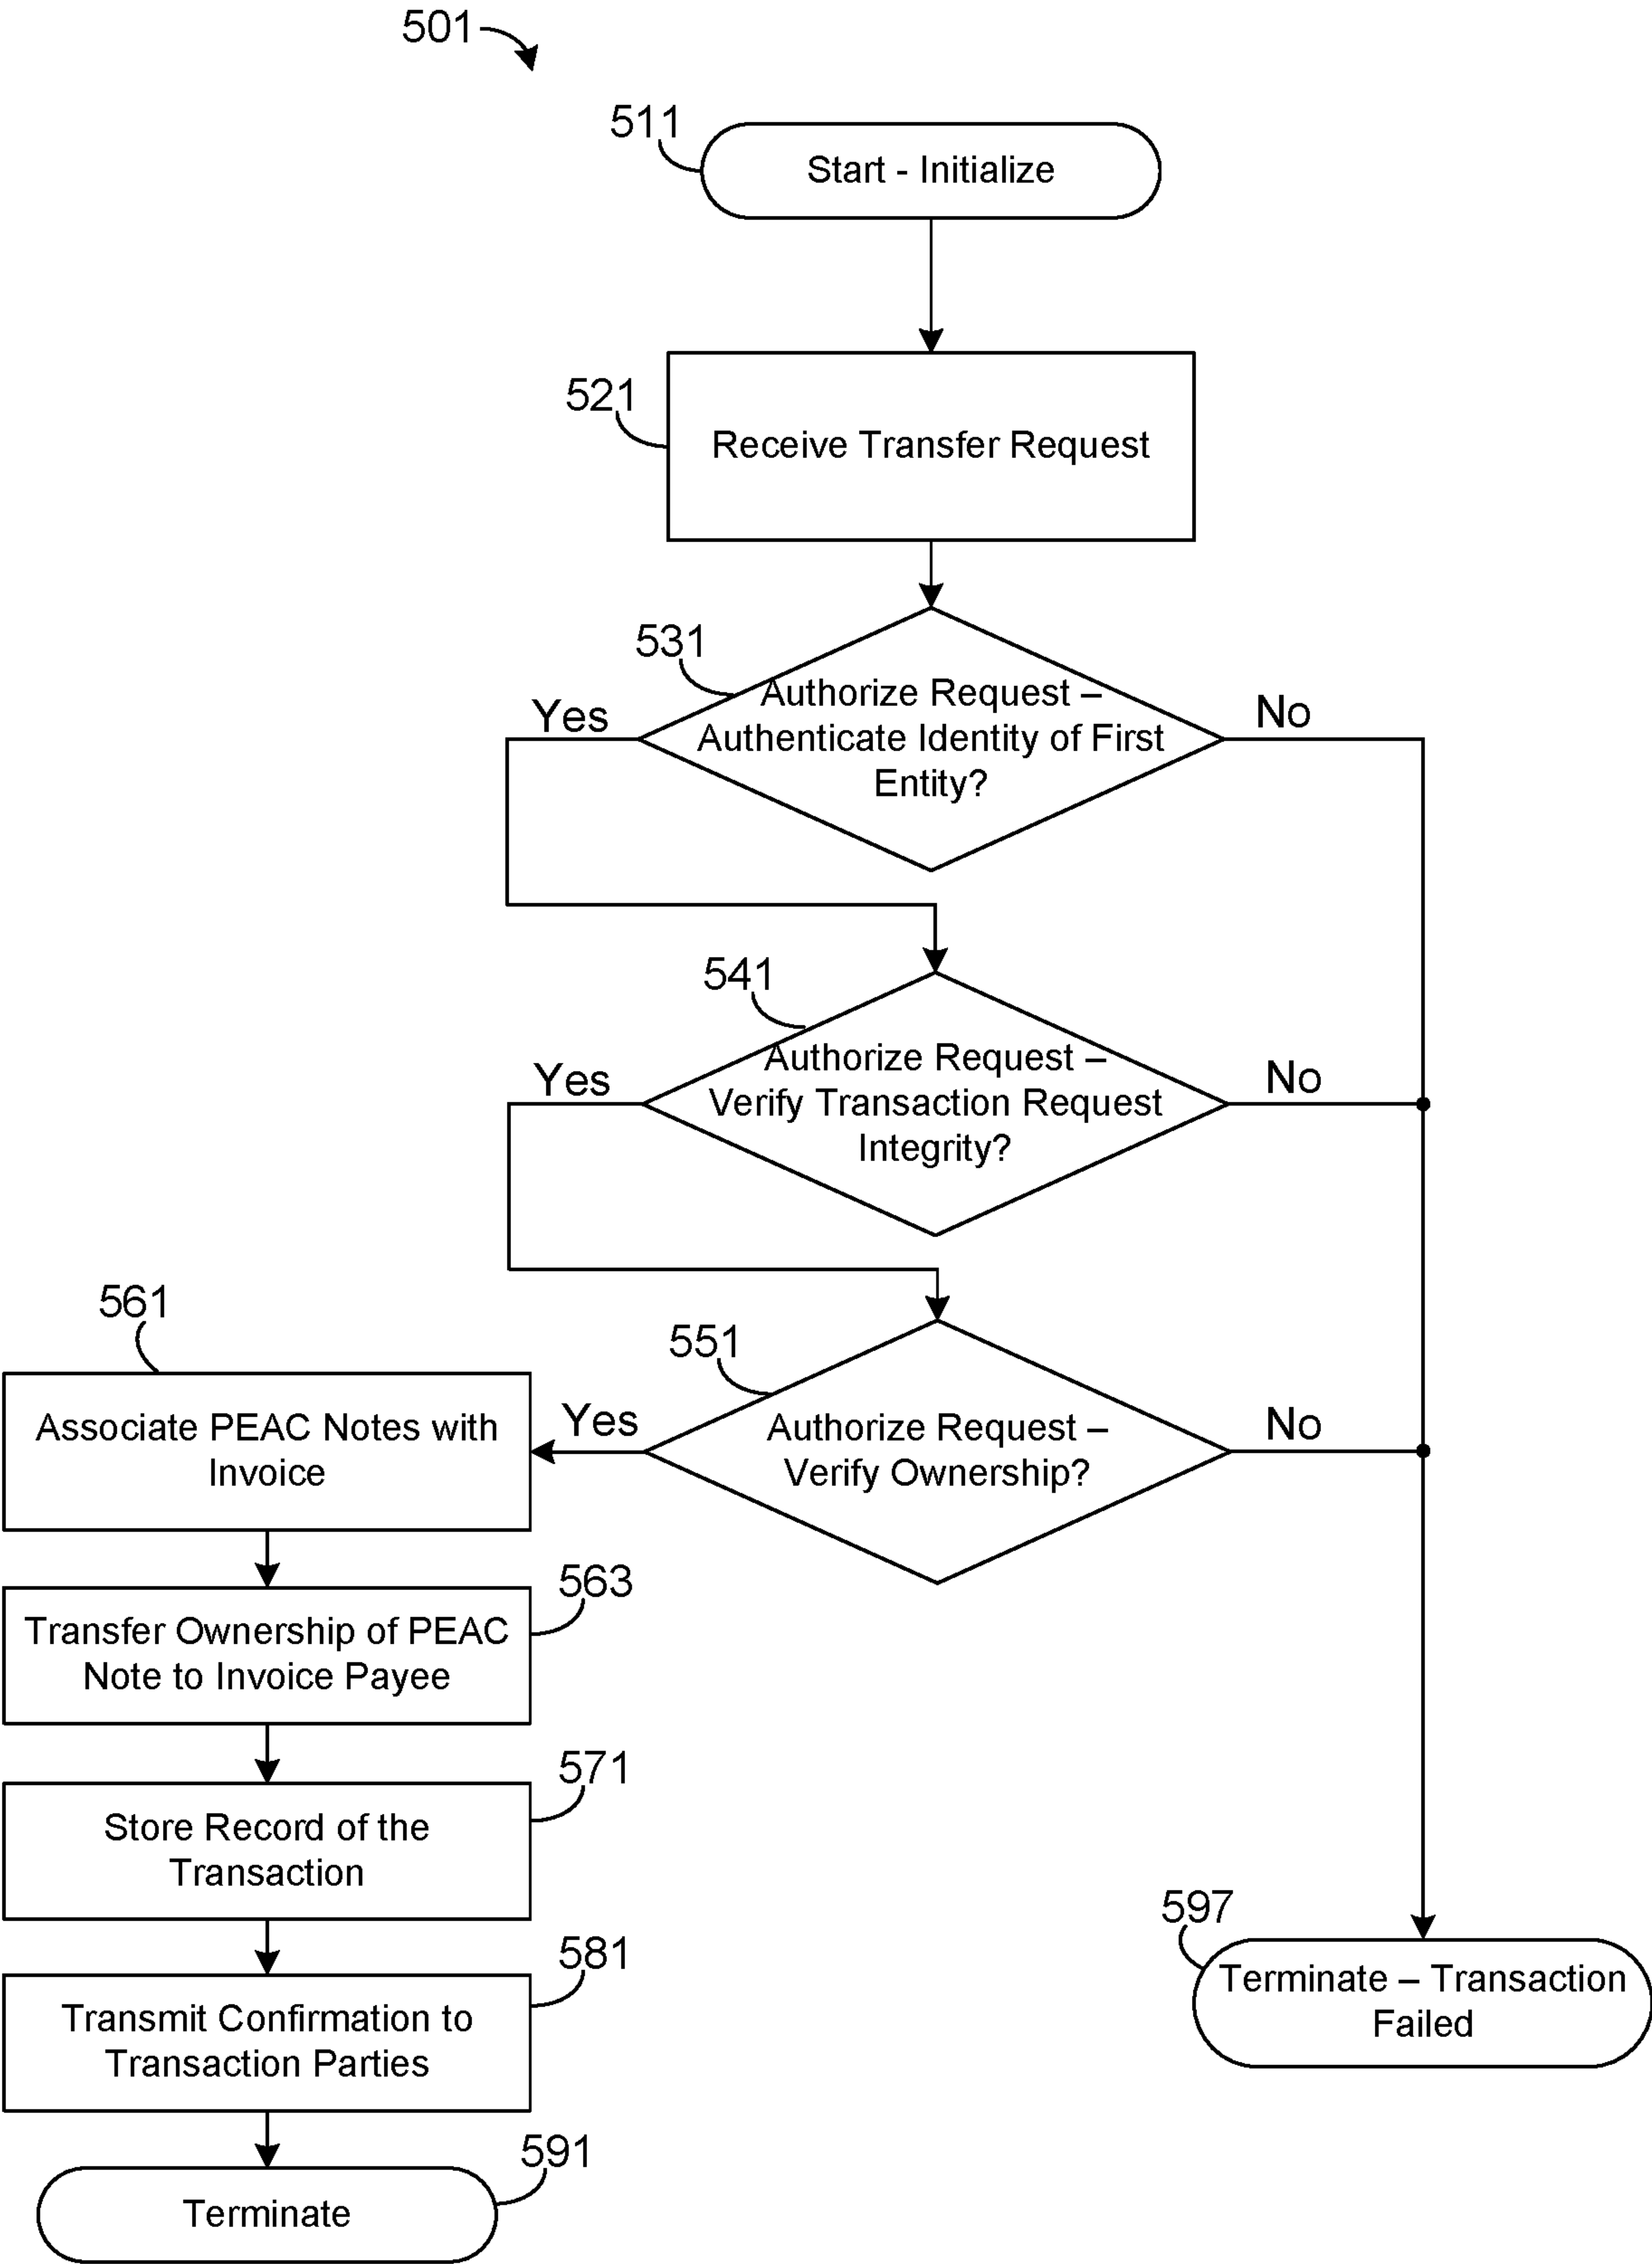 501
511
Start - Initialize
521
Receive Transfer Request
531
Authorize Request –
Authenticate Identity of First
Entity?
Yes
No
541
Authorize Request –
Verify Transaction Request
Integrity?
Yes
No
551
Authorize Request –
Verify Ownership?
Yes
No
561
Associate PEAC Notes with
Invoice
563
Transfer Ownership of PEAC
Note to Invoice Payee
571
Store Record of the
Transaction
581
Transmit Confirmation to
Transaction Parties
591
Terminate
597
Terminate – Transaction
Failed